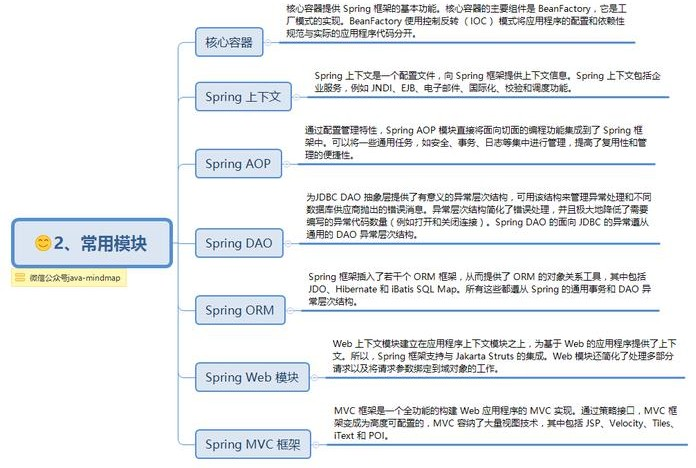 核心容器提供 Spring 框架的基本功能。核心容器的主要组件是 BeanFactory，它是工
厂模式的实现。BeanFactory 使用控制反转（IOC）模式将应用程序的配置和依赖性
规范与实际的应用程序代码分开。
核心容器
Spring 上下文是一个配置文件，向 Spring 框架提供上下文信息。Spring 上下文包括企
业服务，例如 JNDI、EJB、电子邮件、国际化、校验和调度功能。
Spring 上下文
通过配置管理特性，Spring AOP 模块直接将面向切面的编程功能集成到了 Spring 框
架中。可以将一些通用任务，如安全、事务、日志等集中进行管理，提高了复用性和管
理的便捷性。
Spring AOP
为JDBC DAO 抽象层提供了有意义的异常层次结构，可用该结构来管理异常处理和不同
数据库供应商抛出的错误消息。异常层次结构简化了错误处理，并且极大地降低了需要
编写的异常代码数量（例如打开和关闭连接）。Spring DAO 的面向 JDBC 的异常遵从
通用的 DAO 异常层次结构。
Spring DAO
2、常用模块
微信公众号java-mindmap
Spring 框架插入了若干个 ORM 框架，从而提供了 ORM 的对象关系工具，其中包括
JDO、Hibernate 和 iBatis SQL Map。所有这些都遵从 Spring 的通用事务和 DAO 异
常层次结构。
Spring ORM
Web 上下文模块建立在应用程序上下文模块之上，为基于 Web 的应用程序提供了上下
文。所以，Spring 框架支持与 Jakarta Struts 的集成。Web 模块还简化了处理多部分
请求以及将请求参数绑定到域对象的工作。
Spring Web 模块
MVC 框架是一个全功能的构建 Web 应用程序的 MVC 实现。通过策略接口，MVC 框
架变成为高度可配置的，MVC 容纳了大量视图技术，其中包括 JSP、Velocity、Tiles、
iText 和 POI。
Spring MVC 框架